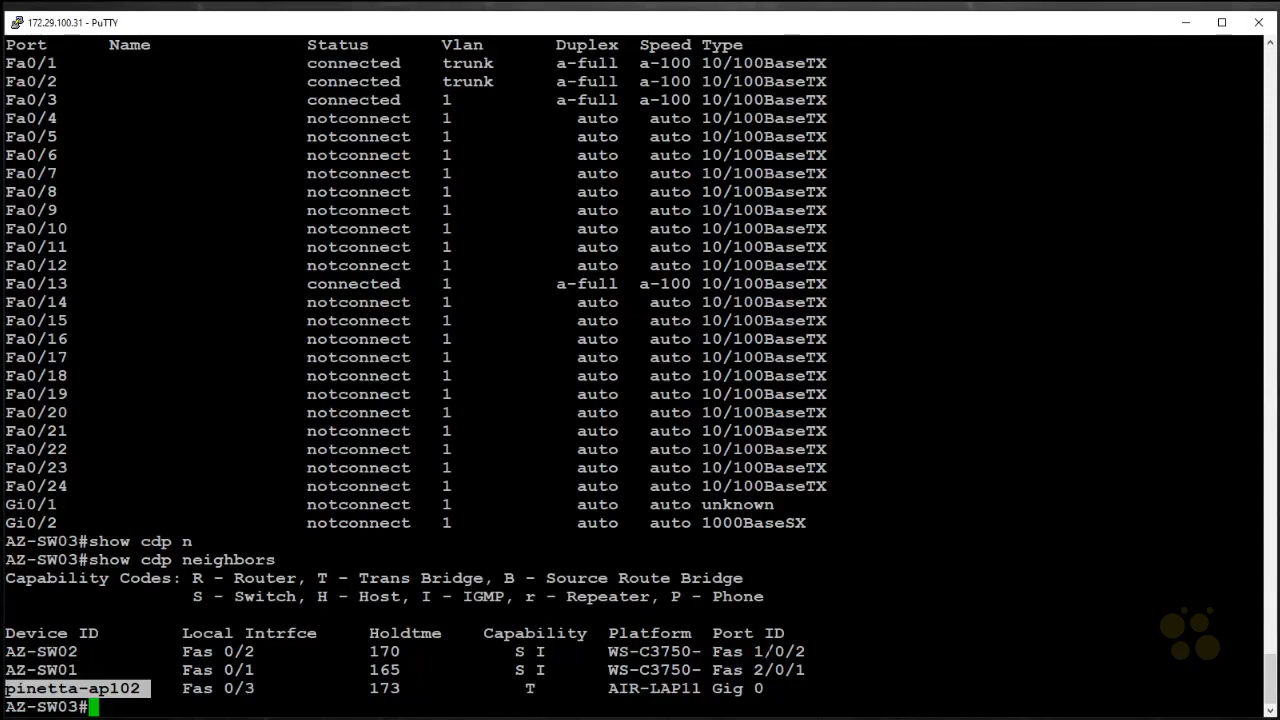 172.29.100.31 - PuTTY
Port Name Status Vlan Duplex Speed Type
Fa0/1 connected trunk a-full a-100 10/100BaseTX
Fa0/2 connected trunk a-full a-100 10/100BaseTX
Fa0/3 connected 1 a-full a-100 10/100BaseTX
Fa0/4 notconnect 1 auto auto 10/100BaseTX
Fa0/5 notconnect 1 auto auto 10/100BaseTX
Fa0/6 notconnect 1 auto auto 10/100BaseTX
Fa0/7 notconnect 1 auto auto 10/100BaseTX
Fa0/8 notconnect 1 auto auto 10/100BaseTX
Fa0/9 notconnect 1 auto auto 10/100BaseTX
Fa0/10 notconnect 1 auto auto 10/100BaseTX
Fa0/11 notconnect 1 auto auto 10/100BaseTX
Fa0/12 notconnect 1 auto auto 10/100BaseTX
Fa0/13 connected 1 a-full a-100 10/100BaseTX
Fa0/14 notconnect 1 auto auto 10/100BaseTX
Fa0/15 notconnect 1 auto auto 10/100BaseTX
Fa0/16 notconnect 1 auto auto 10/100BaseTX
Fa0/17 notconnect 1 auto auto 10/100BaseTX
Fa0/18 notconnect 1 auto auto 10/100BaseTX
Fa0/19 notconnect 1 auto auto 10/100BaseTX
Fa0/20 notconnect 1 auto auto 10/100BaseTX
Fa0/21 notconnect 1 auto auto 10/100BaseTX
Fa0/22 notconnect 1 auto auto 10/100BaseTX
Fa0/23 notconnect 1 auto auto 10/100BaseTX
Fa0/24 notconnect 1 auto auto 10/100BaseTX
Gi0/1 notconnect 1 auto auto unknown
Gi0/2 notconnect 1 auto auto 1000BaseSX
AZ-SW03#show cdp n
AZ-SW03#show cdp neighbors
Capability Codes: R - Router, T - Trans Bridge, B - Source Route Bridge
S - Switch, H - Host, I - IGMP, r - Repeater, P - Phone
Device ID Local Intrfce Holdtme Capability Platform Port ID
AZ-SW02 Fas 0/2 170 S I WS-C3750- Fas 1/0/2
AZ-SW01 Fas 0/1 165 S I WS-C3750- Fas 2/0/1
pinetta-ap102 Fas 0/3 173 T AIR-LAP11 Gig 0
AZ-SW03#